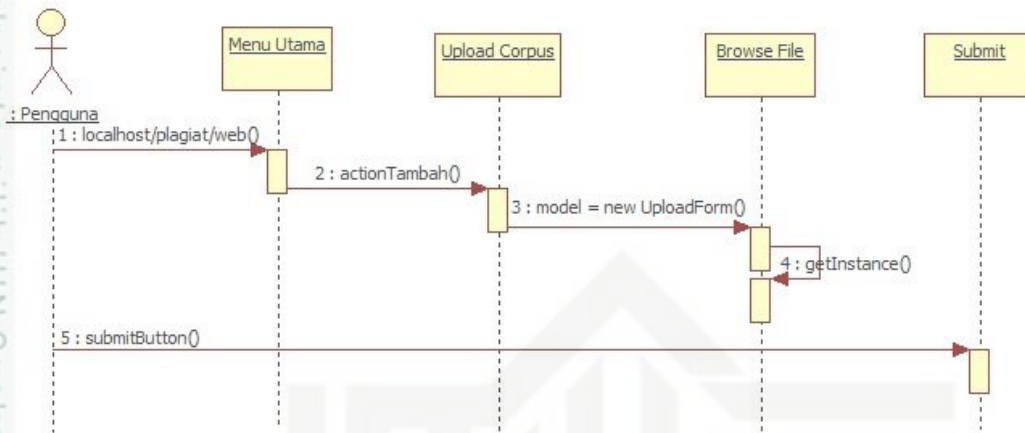 Menu Utama
Upload Corpus
Browse File
Submit
: Pengguna
1 : localhost/plagiat/web()
2 : actionTambah()
3 : model = new UploadForm()
4 : getInstance()
5 : submitButton()